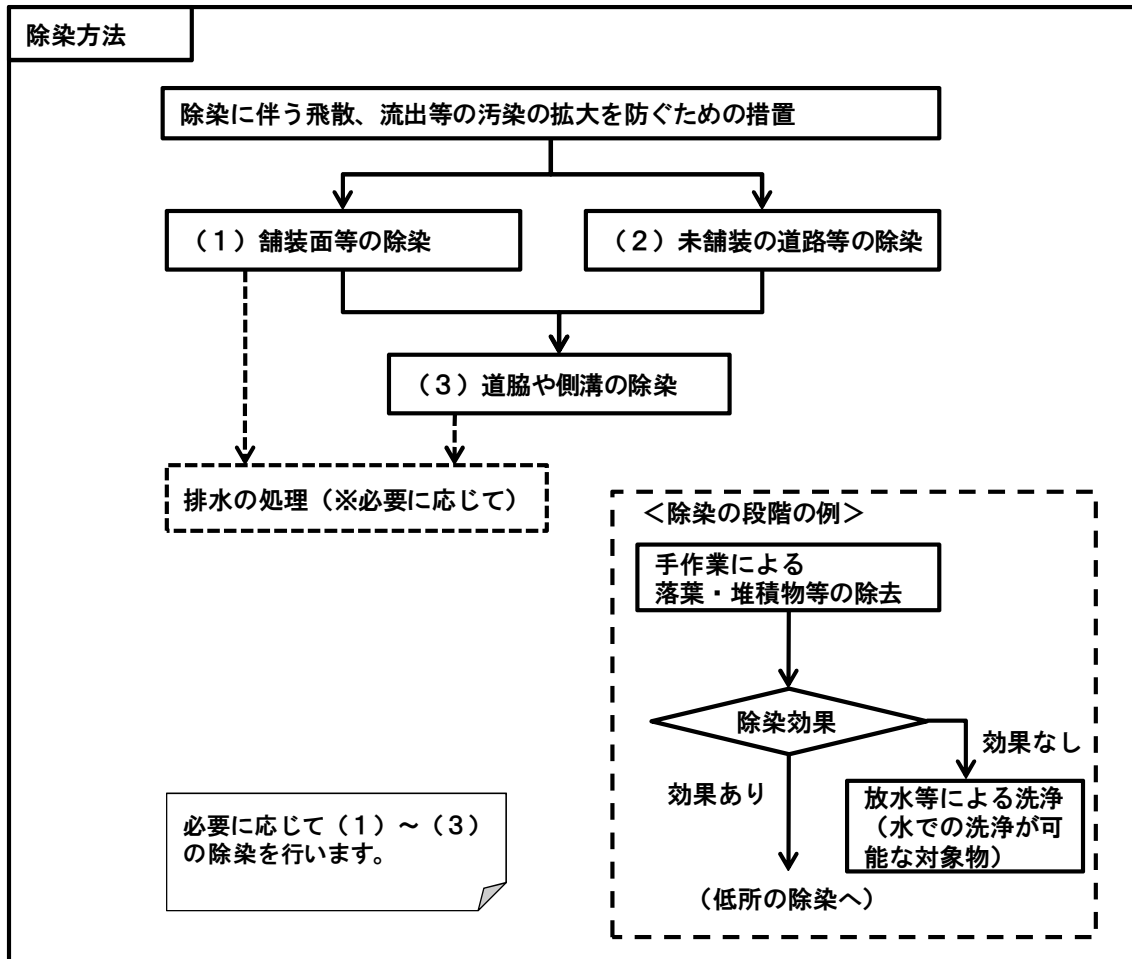 除染方法
除染に伴う飛散、流出等の汚染の拡大を防ぐための措置
（１）舗装面等の除染
（２）未舗装の道路等の除染
（３）道脇や側溝の除染
排水の処理（※必要に応じて）
＜除染の段階の例＞
手作業による
落葉・堆積物等の除去
除染効果
効果なし
効果あり
放水等による洗浄
（水での洗浄が可
能な対象物）
（低所の除染へ）
必要に応じて（１）～（３）
の除染を行います。